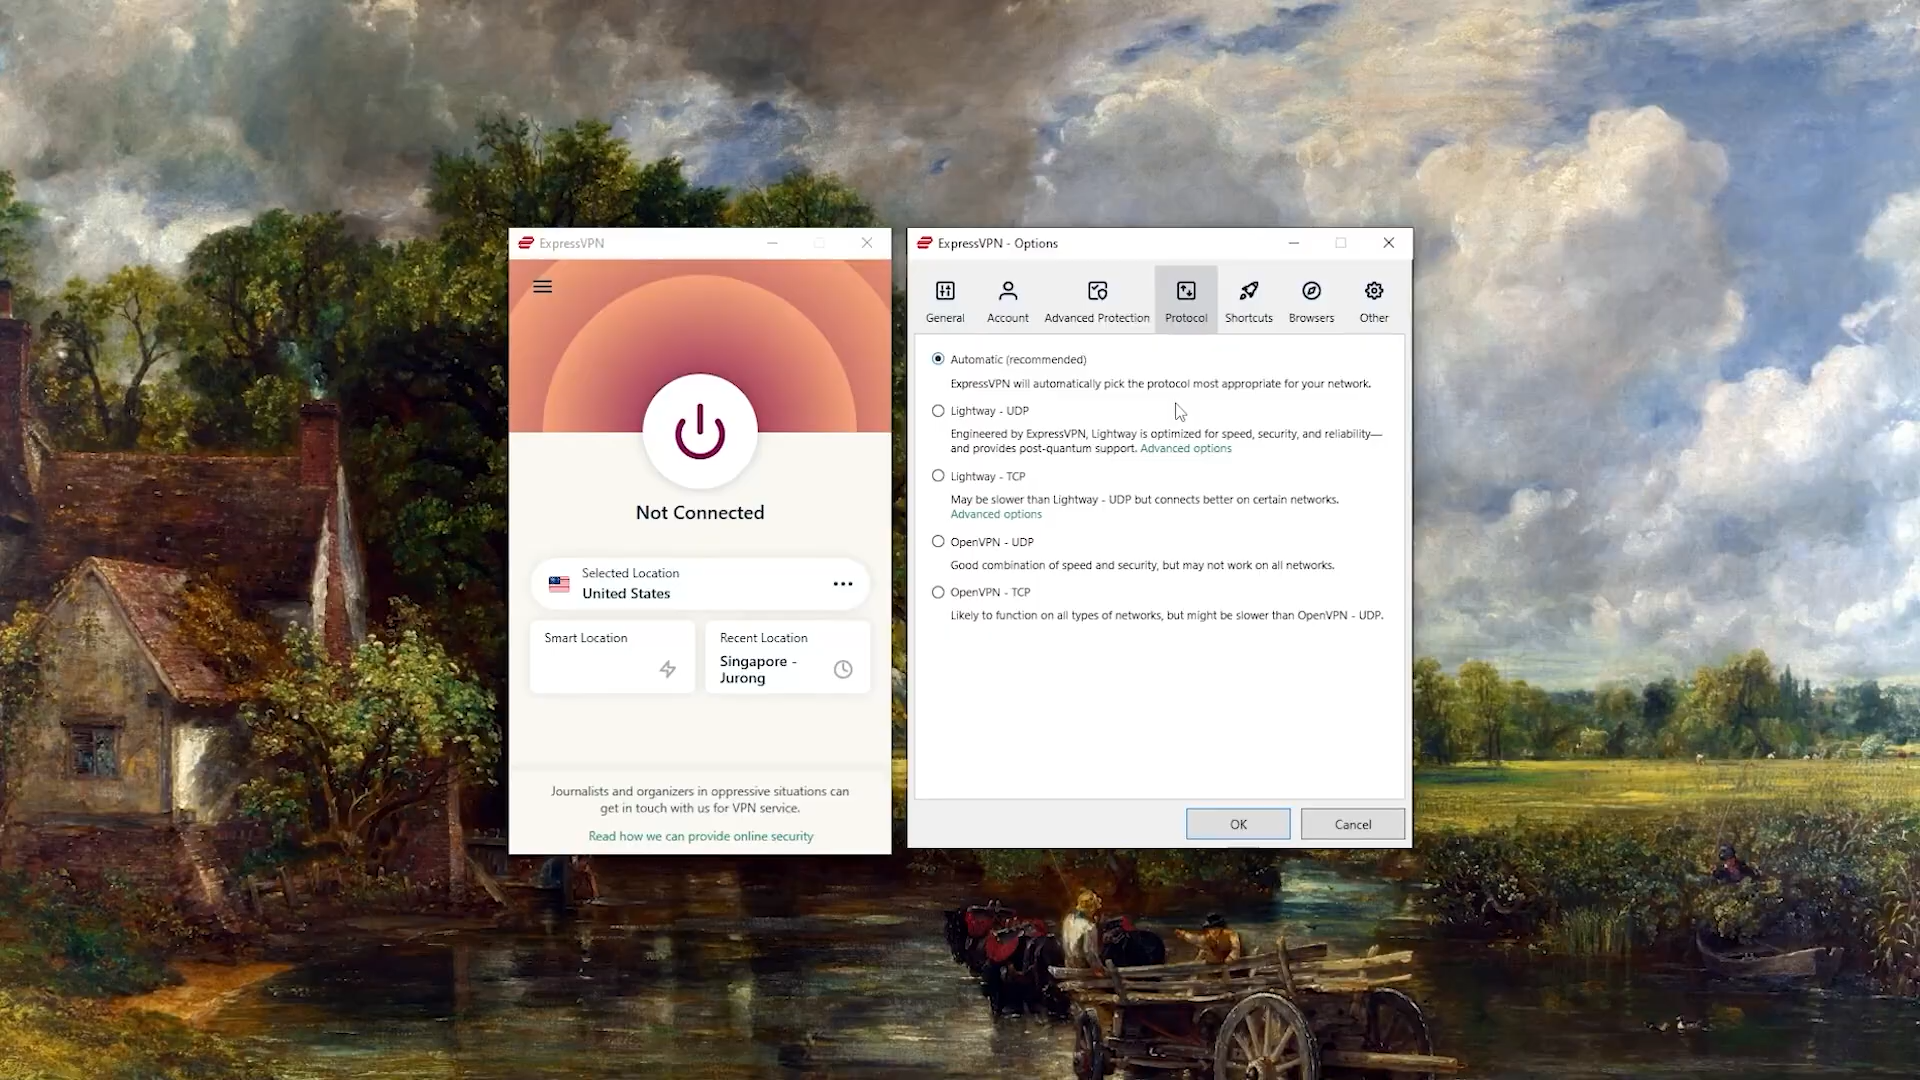 ExpressVPN
Not Connected
Selected Location
United States
Smart Location
Recent Location
Singapore -
Jurong
Journalists and organizers in oppressive situations can
get in touch with us for VPN service.
Read how we can provide online security
ExpressVPN - Options
General Account Advanced Protection Protocol Shortcuts Browsers Other
Automatic (recommended)
ExpressVPN will automatically pick the protocol most appropriate for your network.
Lightway - UDP
Engineered by ExpressVPN, Lightway is optimized for speed, security, and reliability—
and provides post-quantum support. Advanced options
Lightway - TCP
May be slower than Lightway - UDP but connects better on certain networks.
Advanced options
OpenVPN - UDP
Good combination of speed and security, but may not work on all networks.
OpenVPN - TCP
Likely to function on all types of networks, but might be slower than OpenVPN - UDP.
OK Cancel